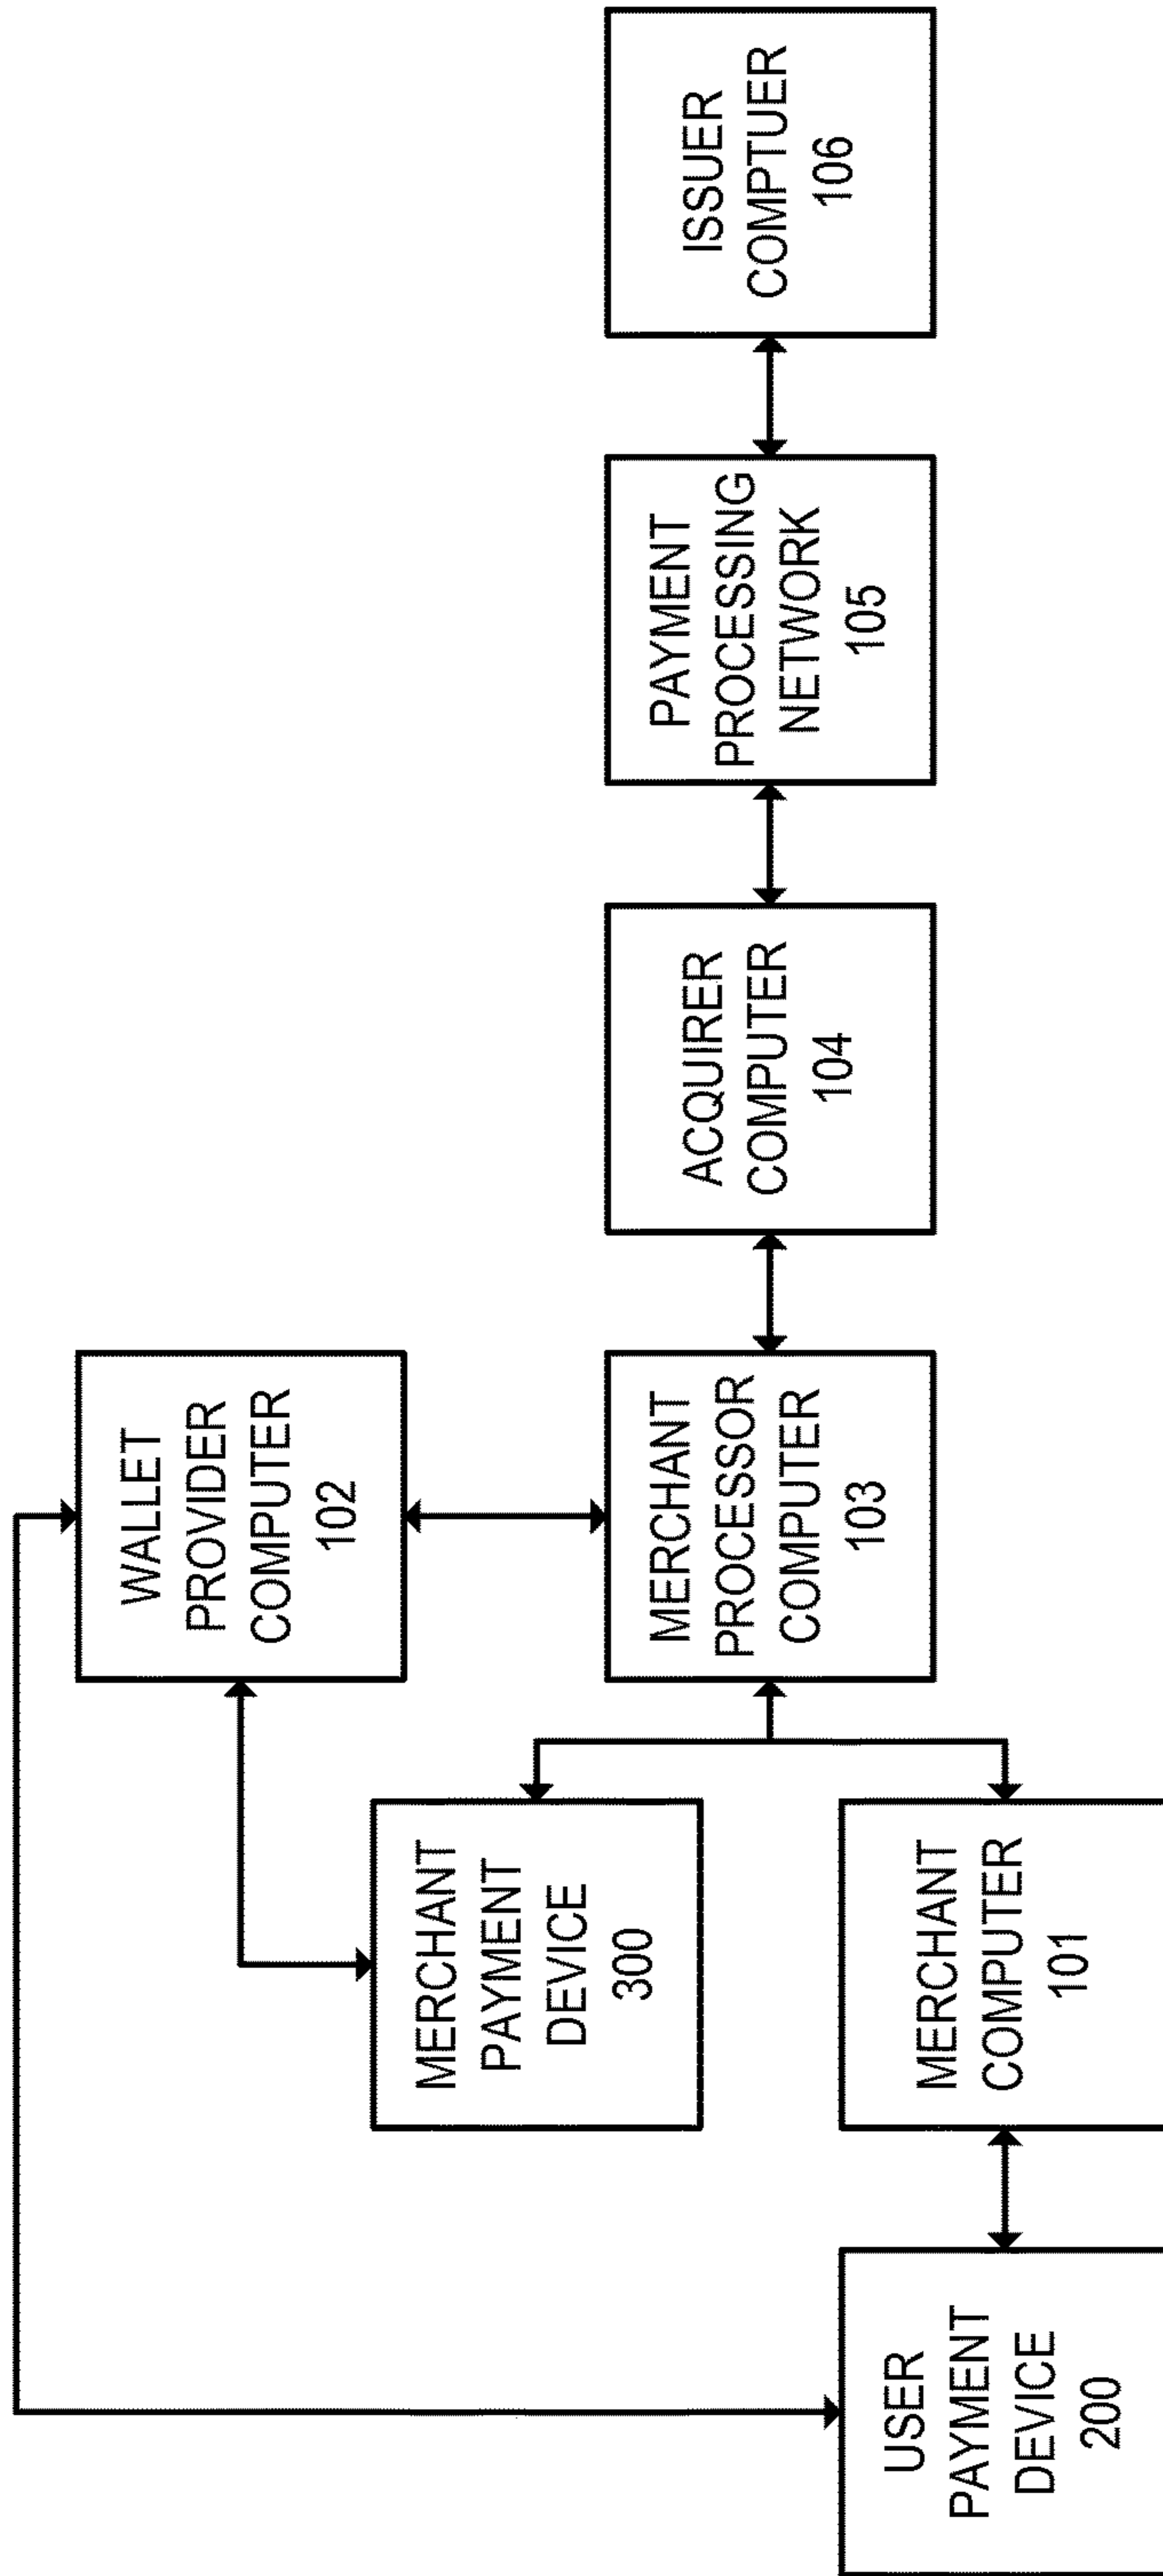 WALLET
PROVIDER
COMPUTER
102
MERCHANT
PAYMENT
DEVICE
300
USER
PAYMENT
DEVICE
200
MERCHANT
COMPUTER
101
MERCHANT
PROCESSOR
COMPUTER
103
ACQUIRER
COMPUTER
104
PAYMENT
PROCESSING
NETWORK
105
ISSUER
COMPTUER
106